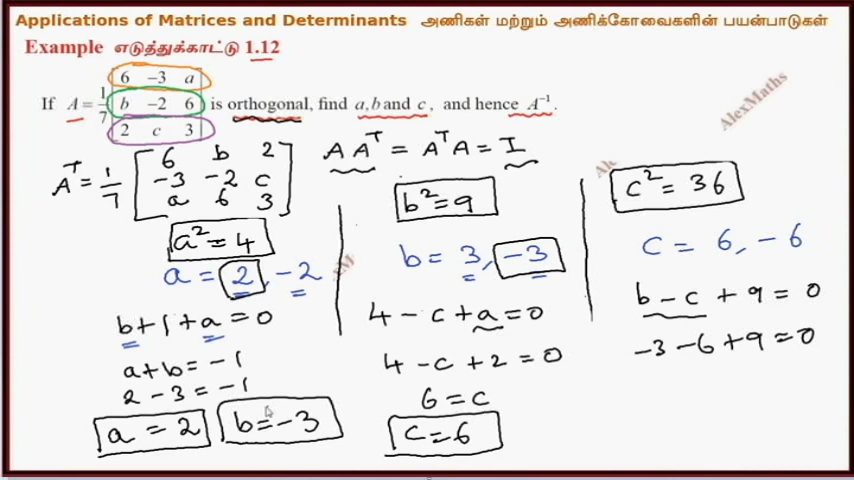 Applications of Matrices and Determinants அணிகள் மற்றும் அணிக்கோவைகளின் பயன்பாடுகள்
Example எடுத்துக்காட்டு 1.12
If A = 1/7 [6 −3 a; b −2 6; 2 c 3] is orthogonal, find a, b and c, and hence A⁻¹.
AlexMaths
Aᵀ = 1/7 [6 b 2; −3 −2 c; a 6 3]
A Aᵀ = Aᵀ A = I
a² = 4
a = 2, −2
b + 1 + a = 0
a + b = −1
2 − 3 = −1
a = 2
b = −3
b² = 9
b = 3, −3
4 − c + a = 0
4 − c + 2 = 0
6 = c
c = 6
c² = 36
c = 6, −6
b − c + 9 = 0
−3 − 6 + 9 = 0